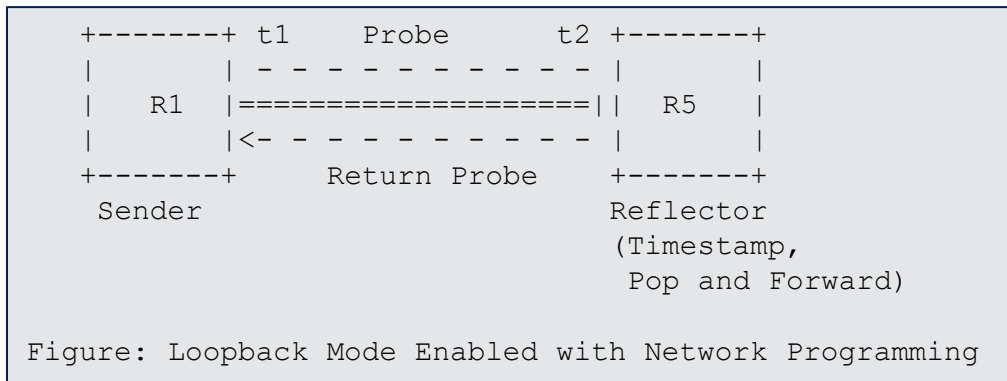 +-------+ t1     Probe      t2 +-------+
|       | - - - - - - - - - - |       |
|   R1  |====================||  R5   |
|       |<- - - - - - - - - - |       |
+-------+     Return Probe     +-------+
Sender                         Reflector
(Timestamp,
Pop and Forward)
Figure: Loopback Mode Enabled with Network Programming